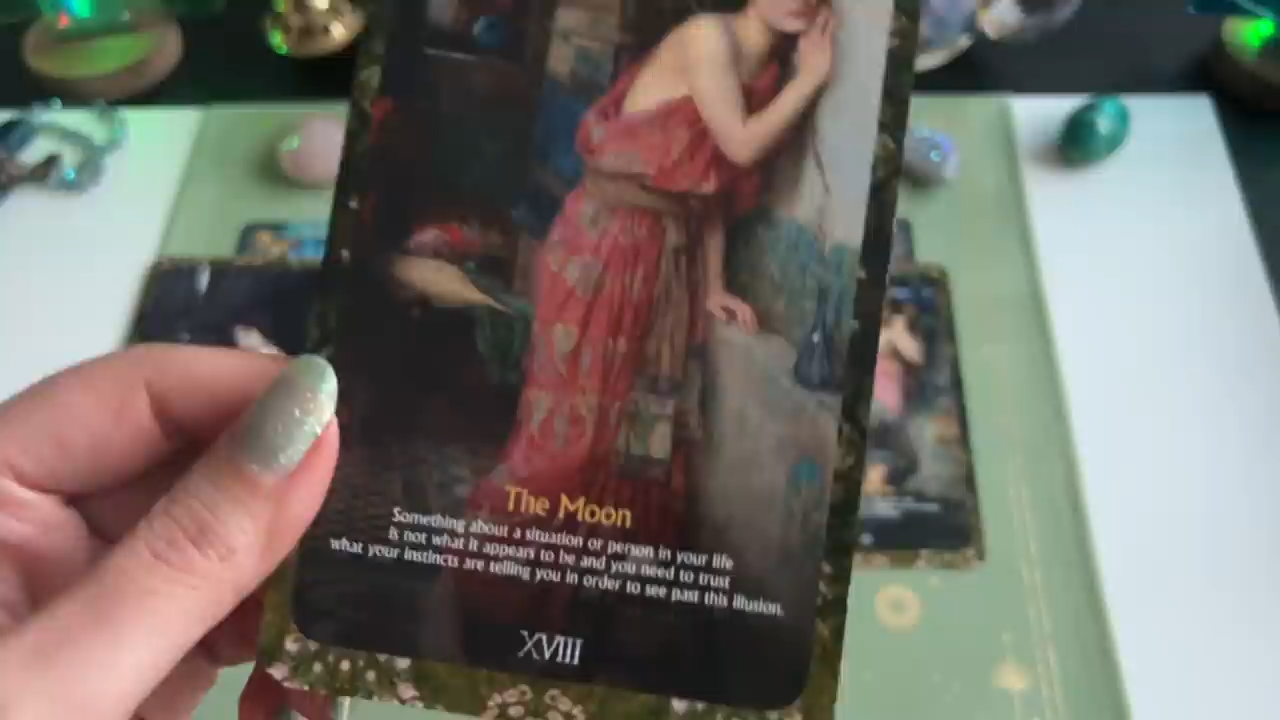 The Moon
Something about a situation or person in your life
is not what it appears to be and you need to trust
what your instincts are telling you in order to see past this illusion.
XVIII